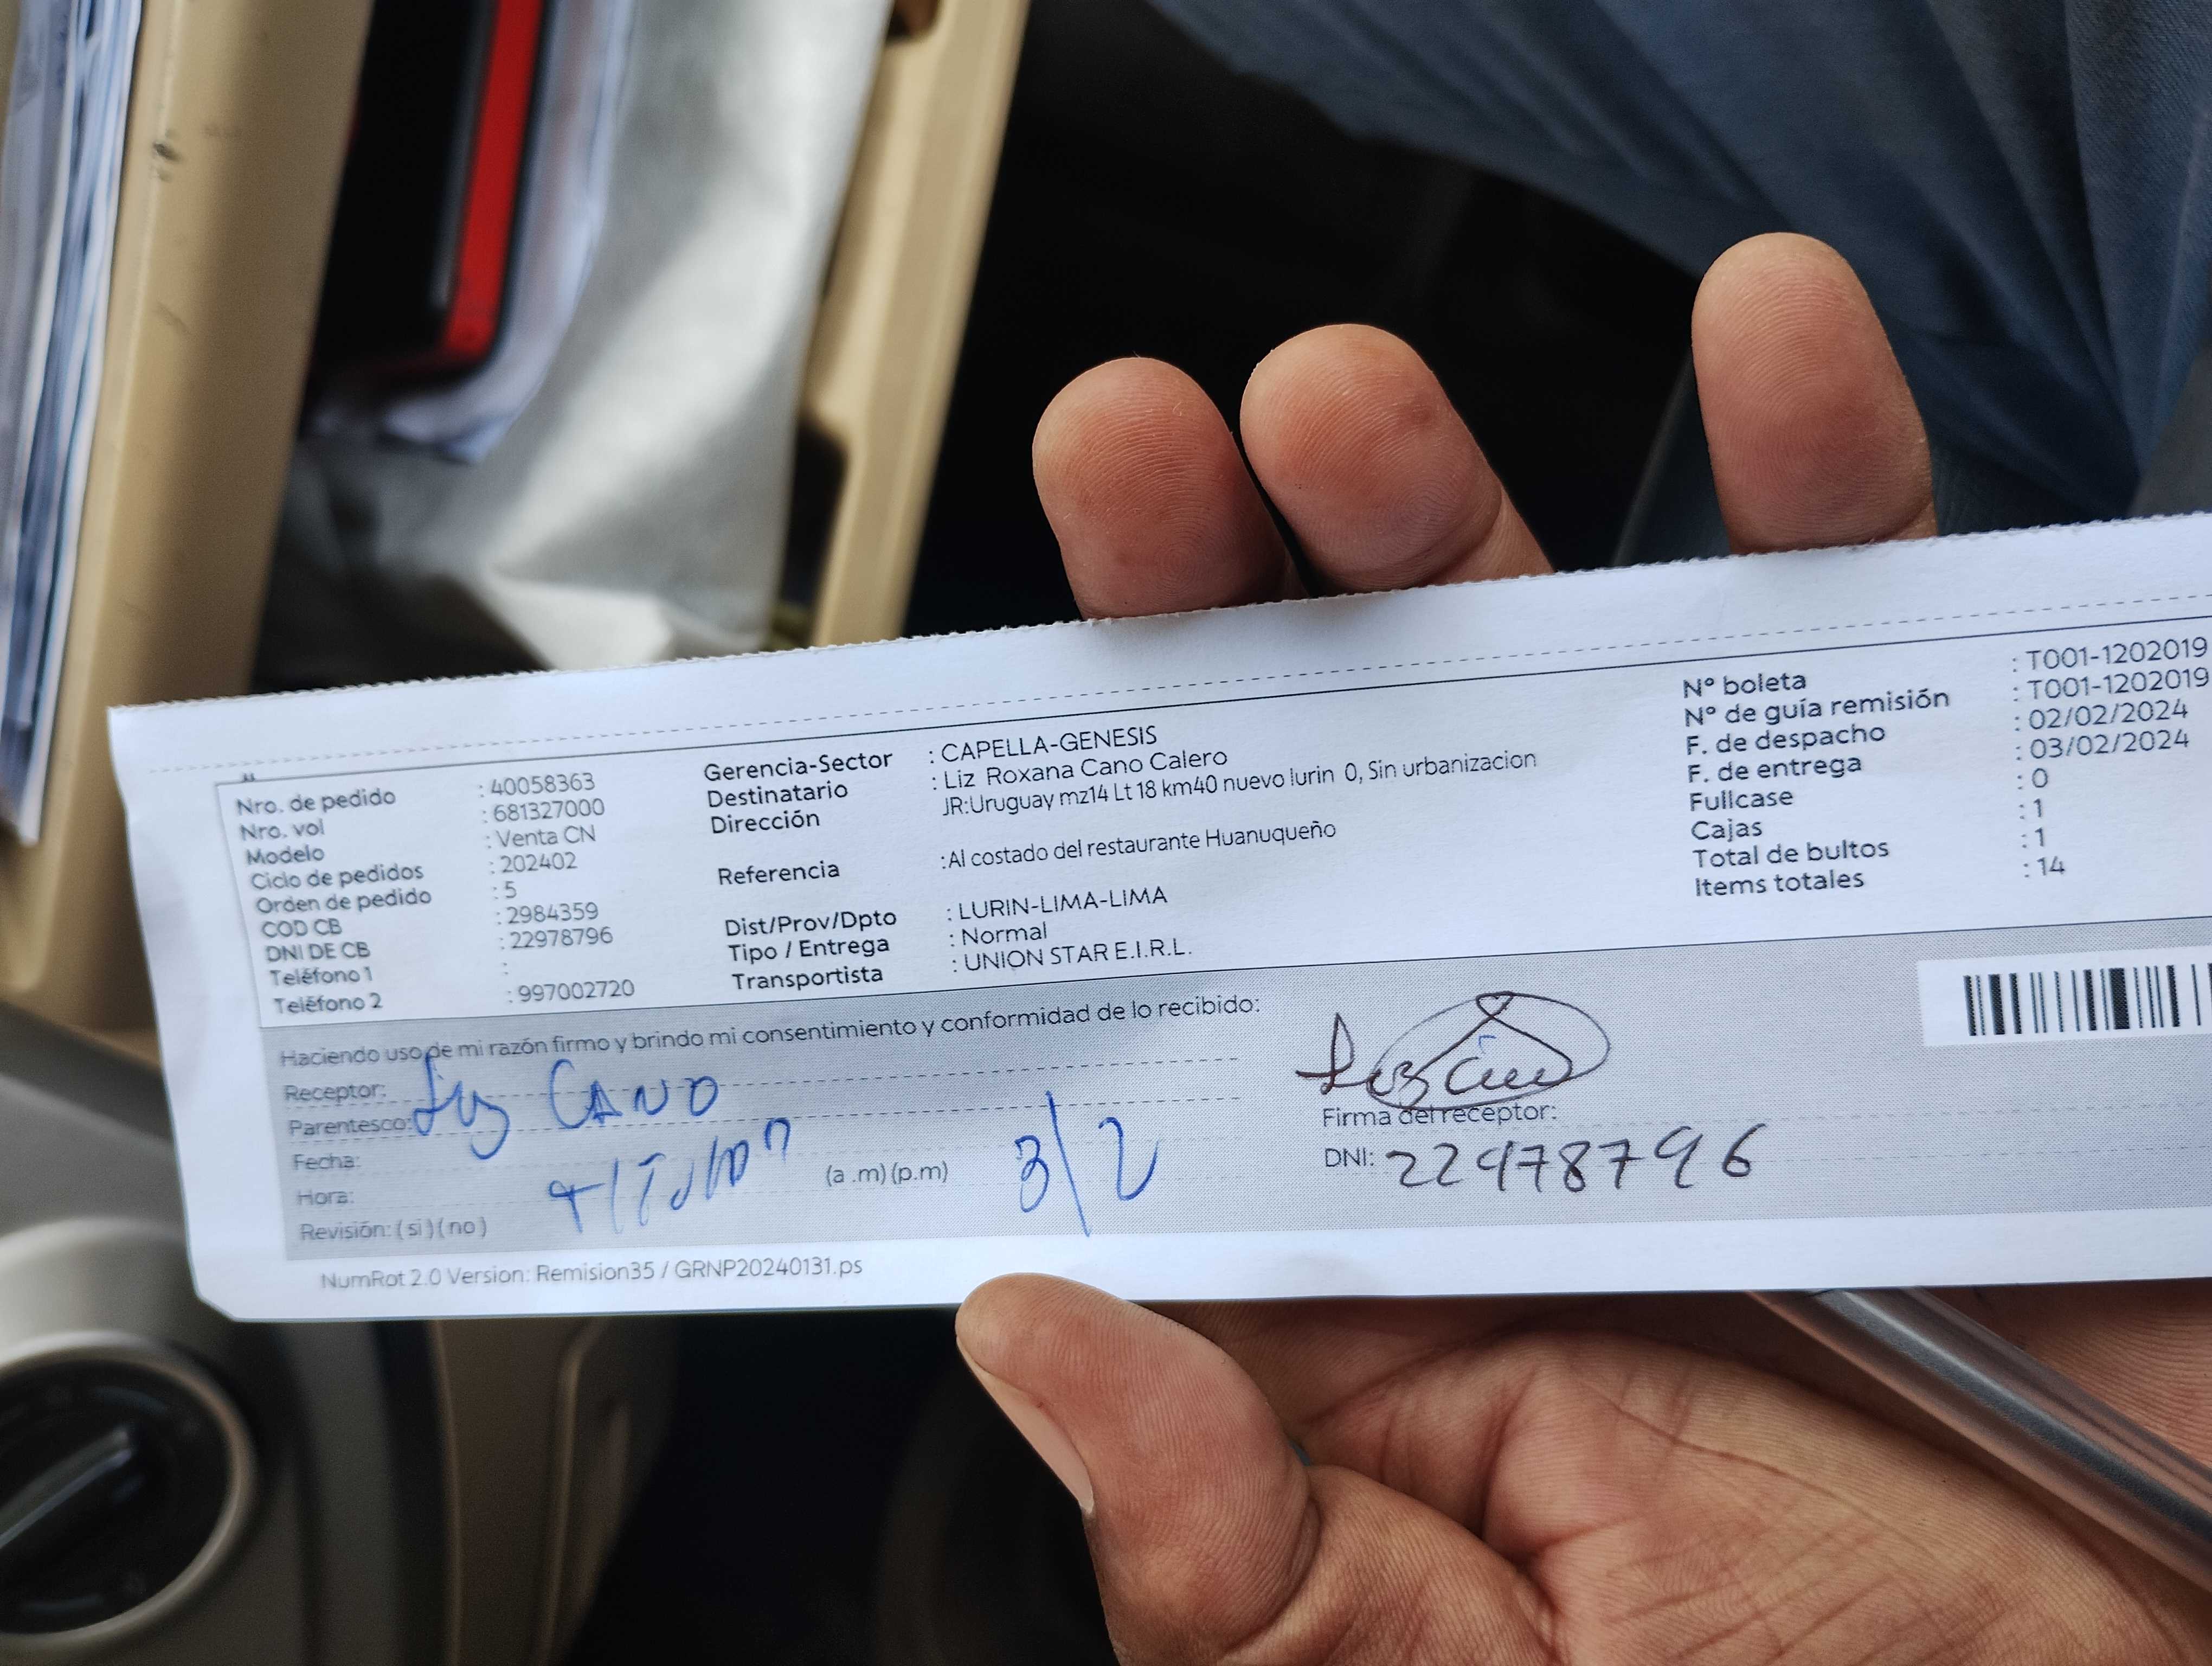 Nro. de pedido : 40058363
Nro. vol : 681327000
Modelo : Venta CN
Ciclo de pedidos : 202402
Orden de pedido : 5
COD CB : 2984359
DNI DE CB : 22978796
Teléfono 1 :
Teléfono 2 : 997002720
Gerencia-Sector : CAPELLA-GENESIS
Destinatario : Liz Roxana Cano Calero
Dirección JR:Uruguay mz14 Lt 18 km40 nuevo lurin 0, Sin urbanizacion
Referencia :Al costado del restaurante Huanuqueño
Dist/Prov/Dpto : LURIN-LIMA-LIMA
Tipo / Entrega : Normal
Transportista : UNION STAR E.I.R.L.
Nº boleta : T001-1202019
Nº de guía remisión : T001-1202019
F. de despacho : 02/02/2024
F. de entrega : 03/02/2024
Fullcase : 0
Cajas : 1
Total de bultos : 1
Items totales : 14
Haciendo uso de mi razón firmo y brindo mi consentimiento y conformidad de lo recibido:
Receptor: Liz CANO
Parentesco:
Fecha:
Hora: (a .m) (p.m) 3/2
Revisión: ( si ) ( no )
Firma del receptor:
DNI: 22978796
NumRot 2.0 Version: Remision35 / GRNP20240131.ps